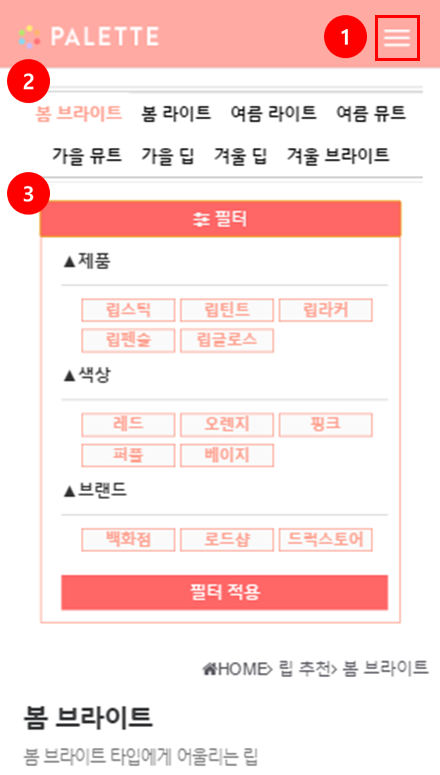 PALETTE
1
2
봄 브라이트 봄 라이트 여름 라이트 여름 뮤트
가을 뮤트 가을 딥 겨울 딥 겨울 브라이트
3
필터
▲제품
립스틱 립틴트 립라커
립펜슬 립글로스
▲색상
레드 오렌지 핑크
퍼플 베이지
▲브랜드
백화점 로드샵 드럭스토어
필터 적용
HOME> 립 추천> 봄 브라이트
봄 브라이트
봄 브라이트 타입에게 어울리는 립